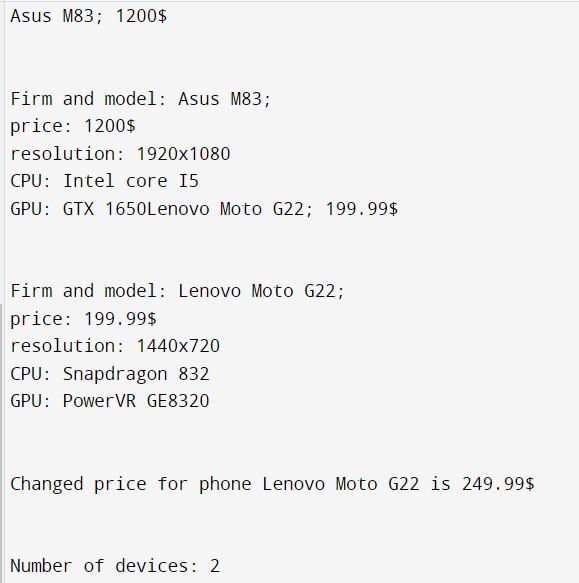 Asus M83; 1200$
Firm and model: Asus M83;
price: 1200$
resolution: 1920x1080
CPU: Intel core I5
GPU: GTX 1650Lenovo Moto G22; 199.99$
Firm and model: Lenovo Moto G22;
price: 199.99$
resolution: 1440x720
CPU: Snapdragon 832
GPU: PowerVR GE8320
Changed price for phone Lenovo Moto G22 is 249.99$
Number of devices: 2